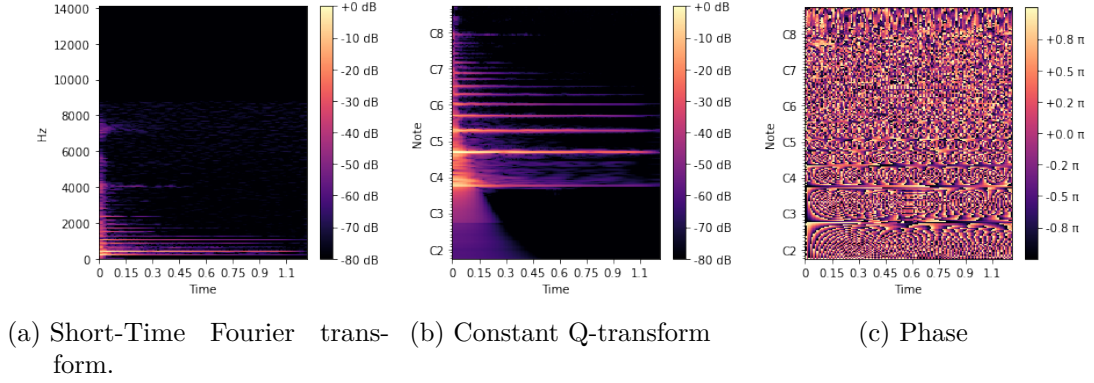 14000
12000
10000
8000
6000
4000
2000
0
Hz
0 0.15 0.3 0.45 0.6 0.75 0.9 1.1
Time
+0 dB
-10 dB
-20 dB
-30 dB
-40 dB
-50 dB
-60 dB
-70 dB
-80 dB
C8
C7
C6
C5
C4
C3
C2
Note
0 0.15 0.3 0.45 0.6 0.75 0.9 1.1
Time
+0 dB
-10 dB
-20 dB
-30 dB
-40 dB
-50 dB
-60 dB
-70 dB
-80 dB
C8
C7
C6
C5
C4
C3
C2
Note
0 0.15 0.3 0.45 0.6 0.75 0.9 1.1
Time
+0.8 π
+0.5 π
+0.2 π
+0.0 π
-0.2 π
-0.5 π
-0.8 π
(a) Short-Time Fourier trans-
form.
(b) Constant Q-transform
(c) Phase